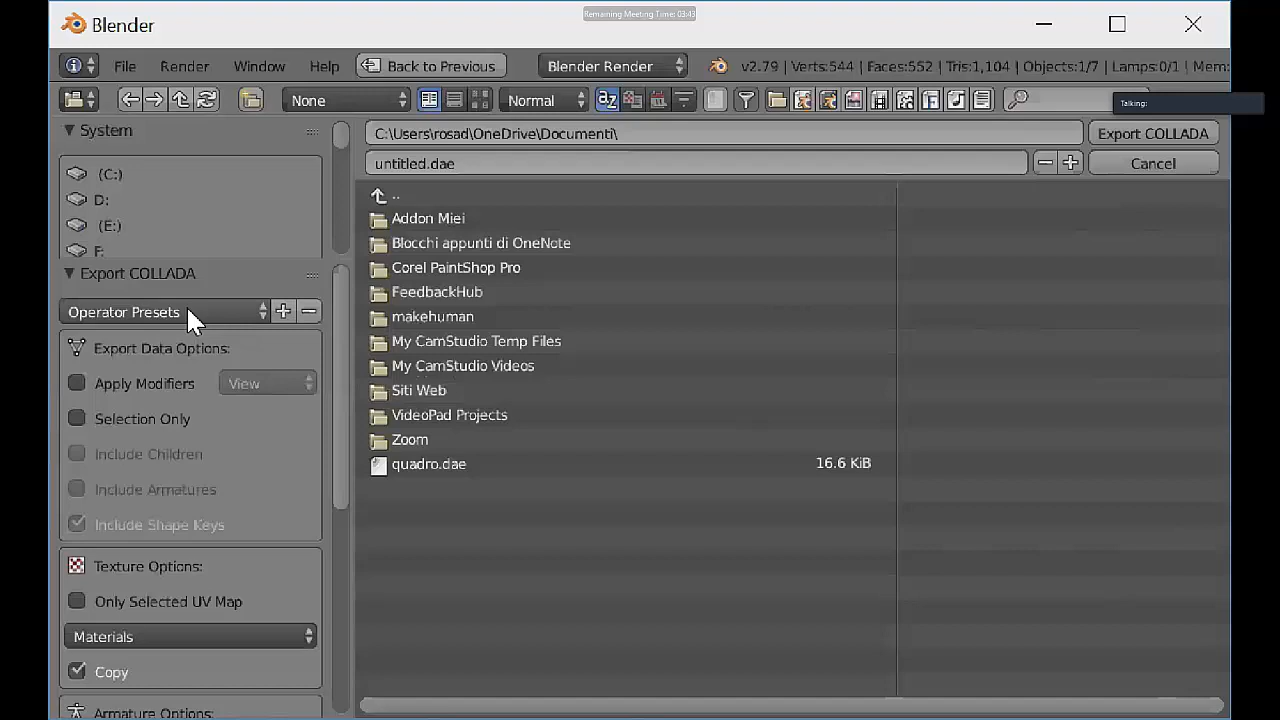 Remaining Meeting Time: 03:43
Blender
File Render Window Help Back to Previous Blender Render v2.79 | Verts:544 | Faces:552 | Tris:1,104 | Objects:1/7 | Lamps:0/1 | Mem:
None Normal
Talking:
System
(C:)
D:
(E:)
F:
Export COLLADA
Operator Presets
Export Data Options:
Apply Modifiers View
Selection Only
Include Children
Include Armatures
Include Shape Keys
Texture Options:
Only Selected UV Map
Materials
Copy
Armature Options:
C:\Users\rosad\OneDrive\Documenti\ Export COLLADA
untitled.dae Cancel
..
Addon Miei
Blocchi appunti di OneNote
Corel PaintShop Pro
FeedbackHub
makehuman
My CamStudio Temp Files
My CamStudio Videos
Siti Web
VideoPad Projects
Zoom
quadro.dae 16.6 KiB